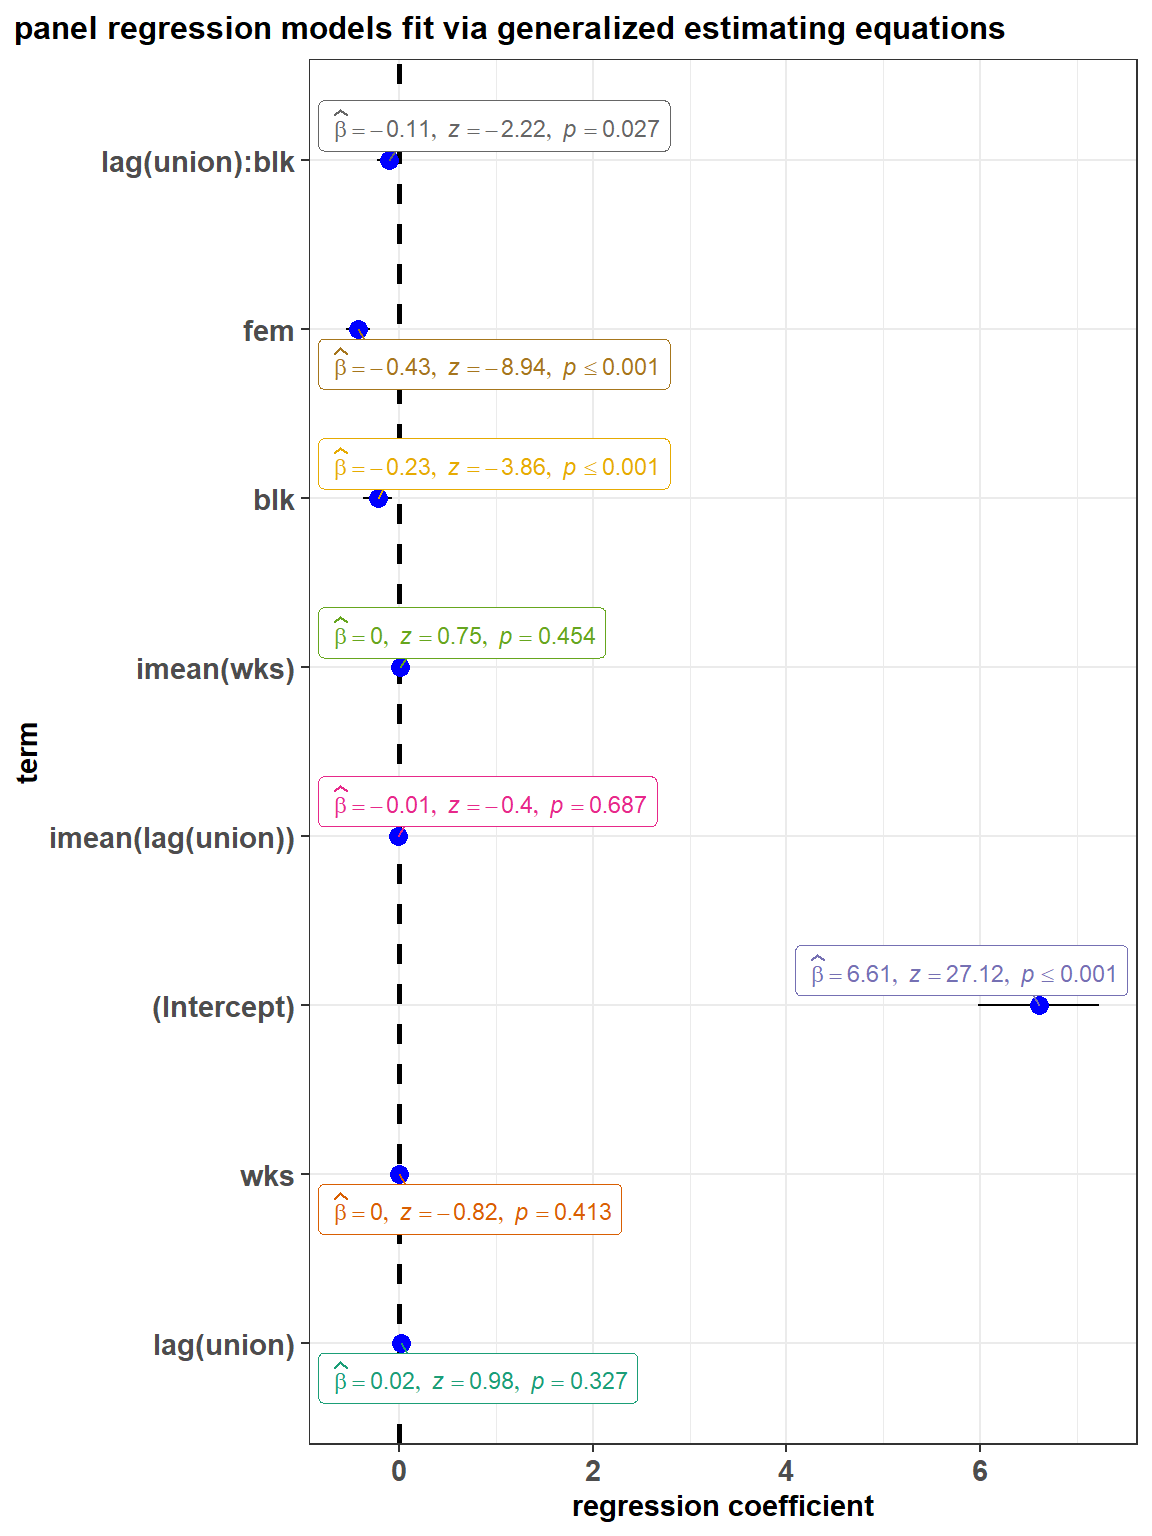 panel regression models fit via generalized estimating equations
β̂ = −0.11, z = −2.22, p = 0.027
lag(union):blk
fem
β̂ = −0.43, z = −8.94, p ≤ 0.001
β̂ = −0.23, z = −3.86, p ≤ 0.001
blk
β̂ = 0, z = 0.75, p = 0.454
imean(wks)
term
β̂ = −0.01, z = −0.4, p = 0.687
imean(lag(union))
β̂ = 6.61, z = 27.12, p ≤ 0.001
(Intercept)
wks
β̂ = 0, z = −0.82, p = 0.413
lag(union)
β̂ = 0.02, z = 0.98, p = 0.327
0 2 4 6
regression coefficient